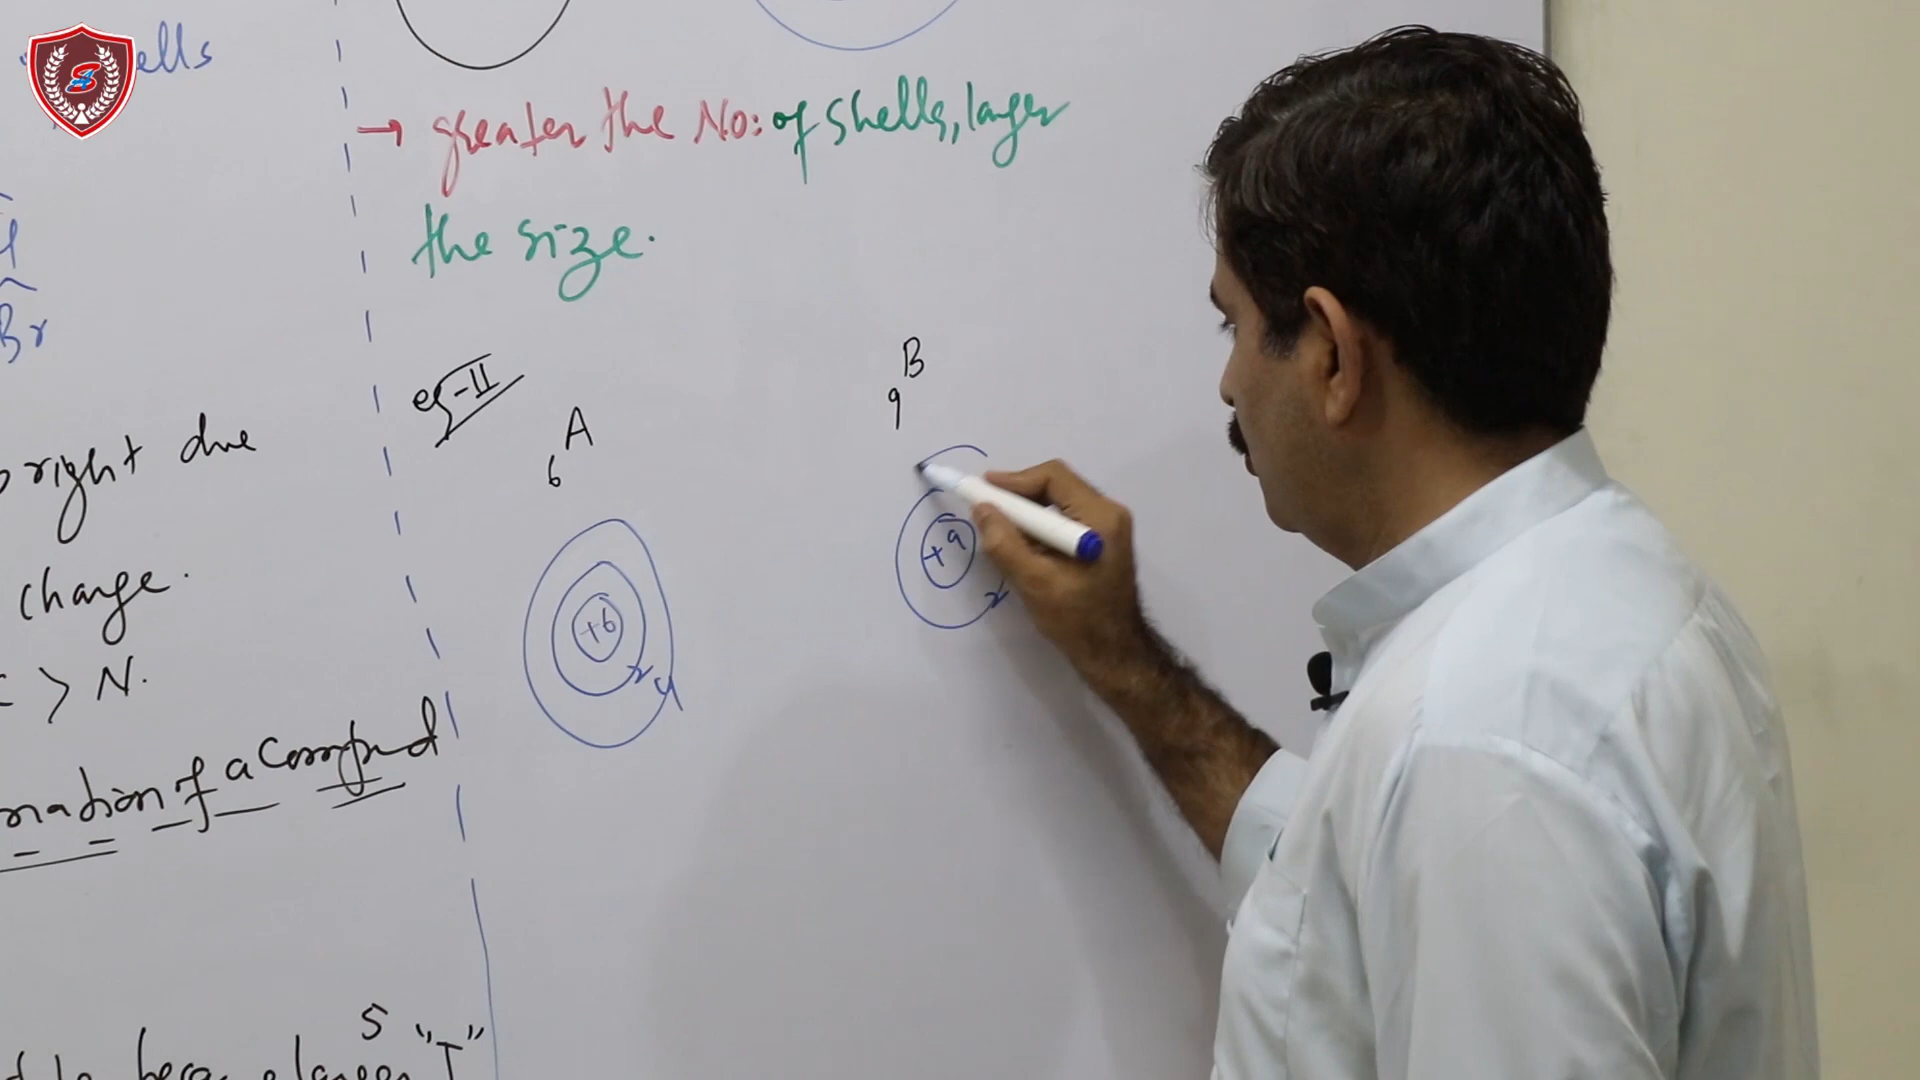 ells
→ greater the No: of shells, larger
the size.
Br
eg-II
A
6
B
9
right due
change.
> N.
+6
2
4
+9
2
mation of a Compound
S
"I"